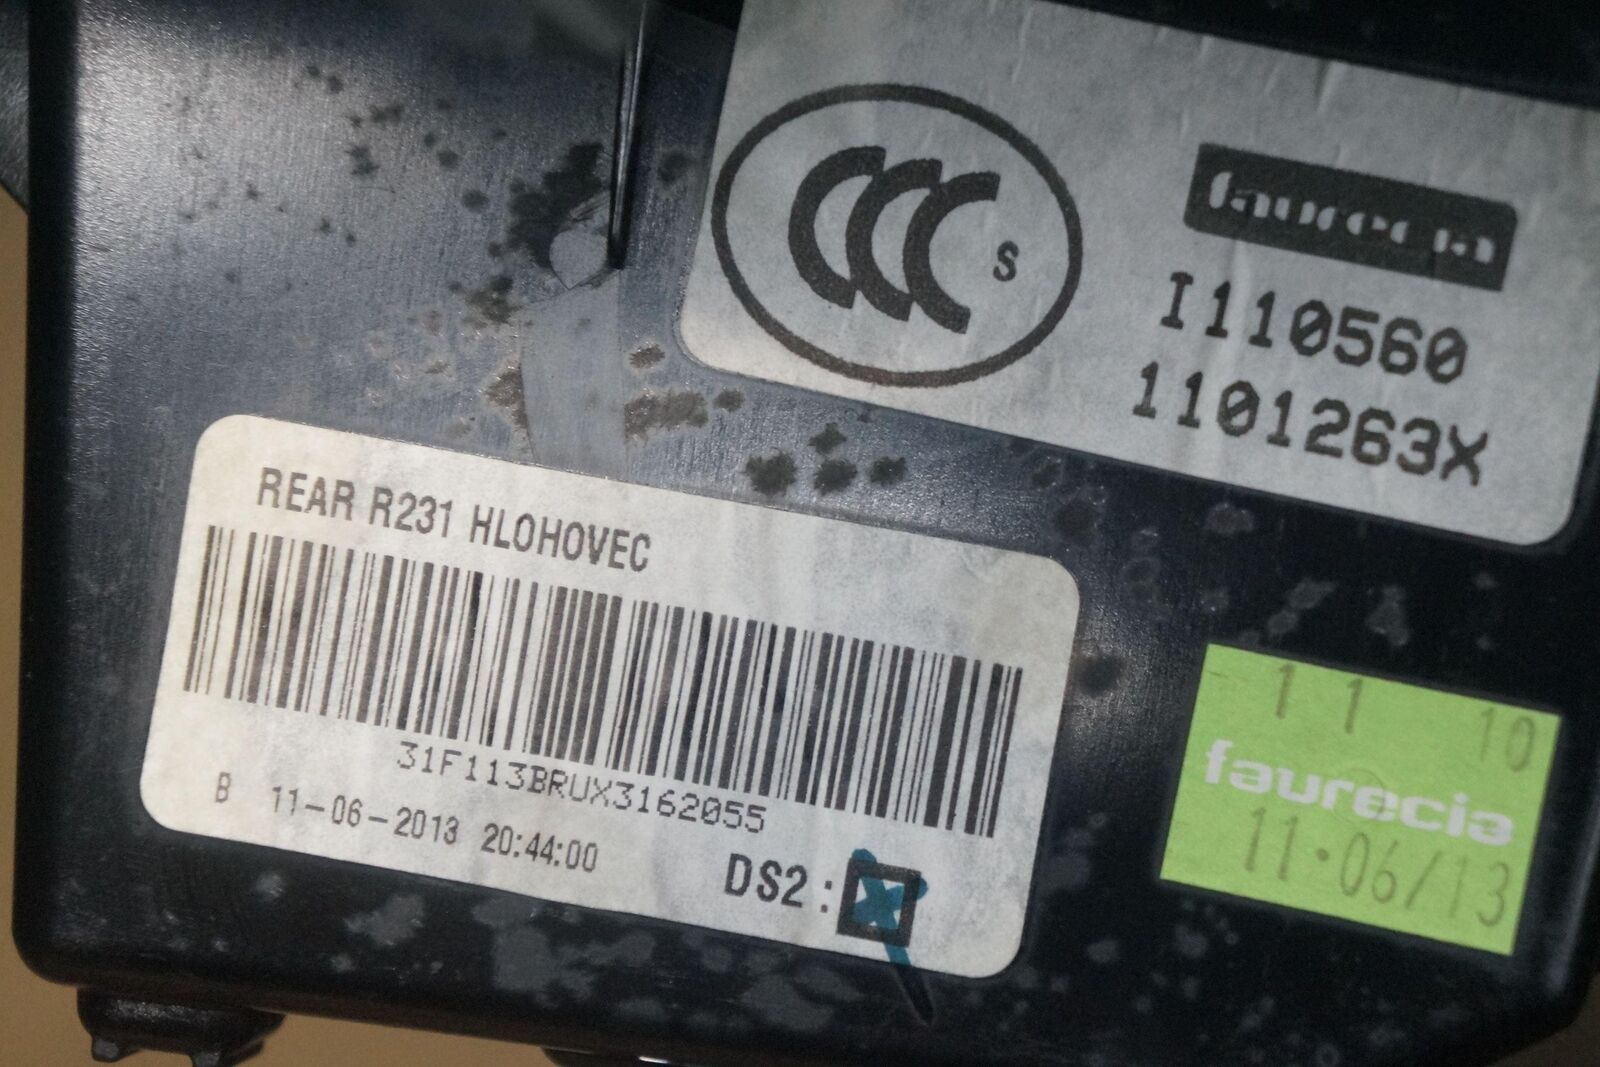 CCC S
faurecia
I110560
1101263X
REAR R231 HLOHOVEC
31F113BRUX3162055
B 11-06-2013 20:44:00
DS2:
1 1 10
faurecia
11·06/13